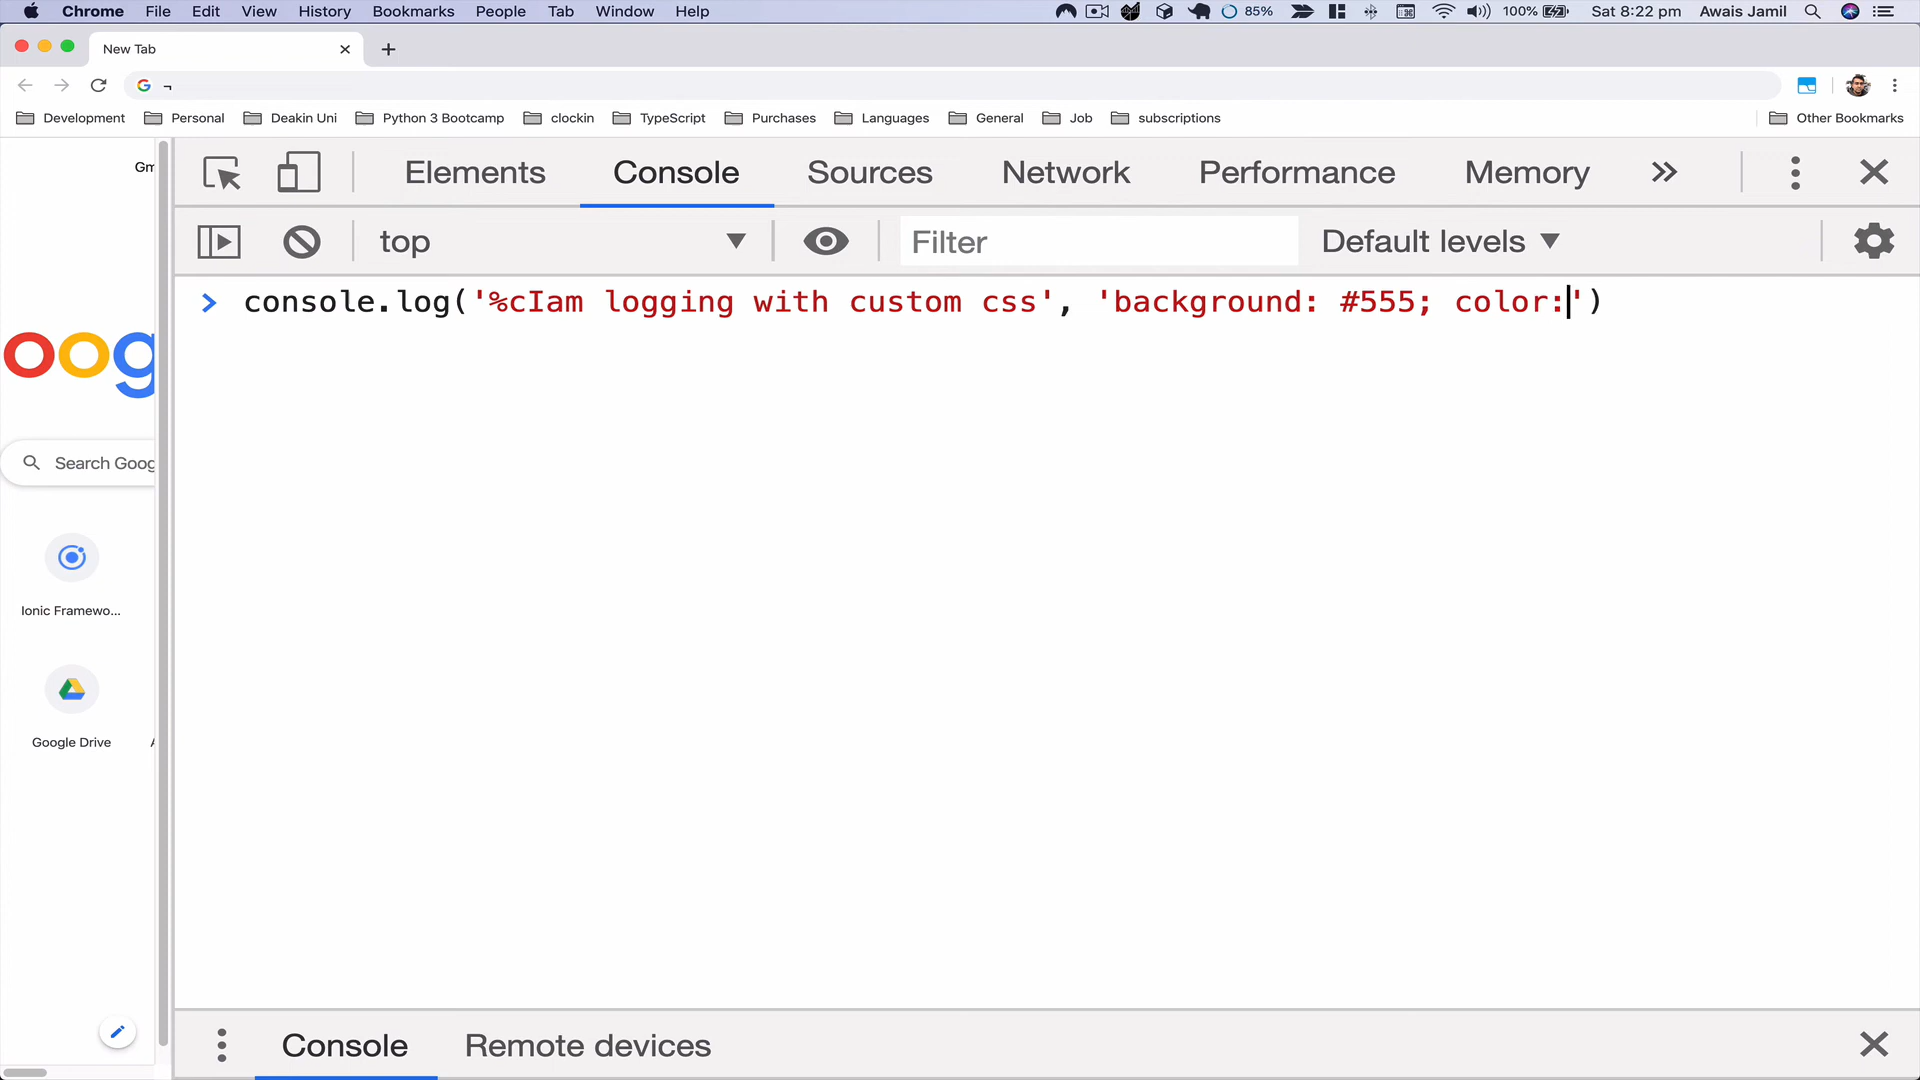 Chrome File Edit View History Bookmarks People Tab Window Help 85% 100% Sat 8:22 pm Awais Jamil
New Tab
¬
Development Personal Deakin Uni Python 3 Bootcamp clockin TypeScript Purchases Languages General Job subscriptions Other Bookmarks
Gm
Elements Console Sources Network Performance Memory
top Filter Default levels
> console.log('%cIam logging with custom css', 'background: #555; color:')
oog
Search Goog
Ionic Framewo...
Google Drive
Console Remote devices